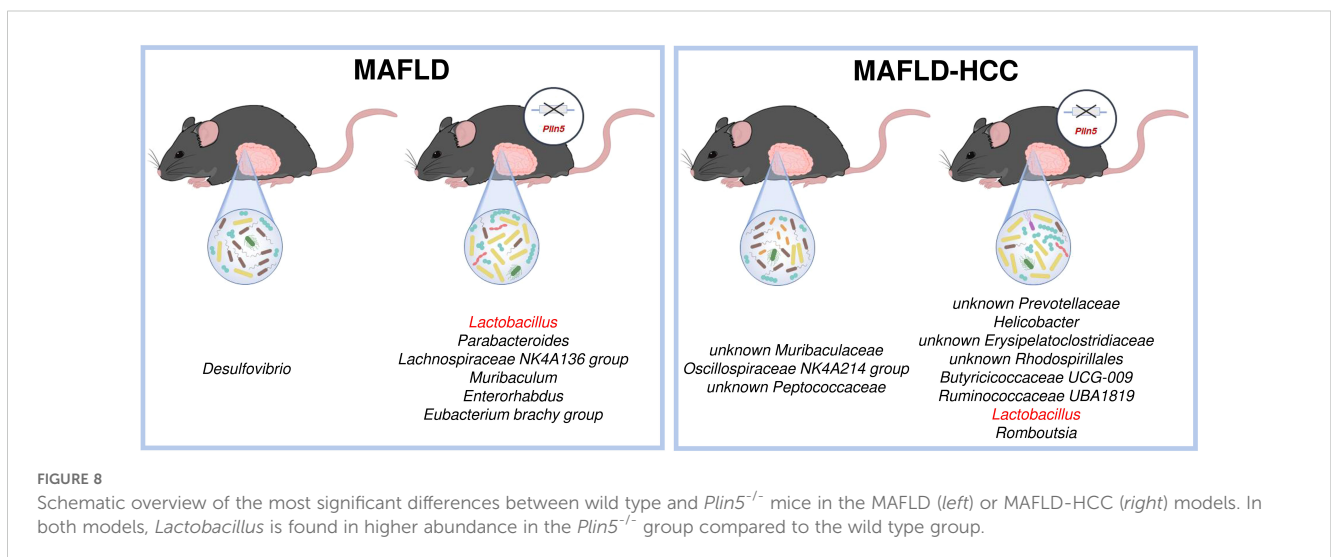 MAFLD
Plin5
Desulfovibrio
Lactobacillus
Parabacteroides
Lachnospiraceae NK4A136 group
Muribaculum
Enterorhabdus
Eubacterium brachy group
MAFLD-HCC
Plin5
unknown Muribaculaceae
Oscillospiraceae NK4A214 group
unknown Peptococcaceae
unknown Prevotellaceae
Helicobacter
unknown Erysipelatoclostridiaceae
unknown Rhodospirillales
Butyricicoccaceae UCG-009
Ruminococcaceae UBA1819
Lactobacillus
Romboutsia
FIGURE 8
Schematic overview of the most significant differences between wild type and Plin5-/- mice in the MAFLD (left) or MAFLD-HCC (right) models. In
both models, Lactobacillus is found in higher abundance in the Plin5-/- group compared to the wild type group.